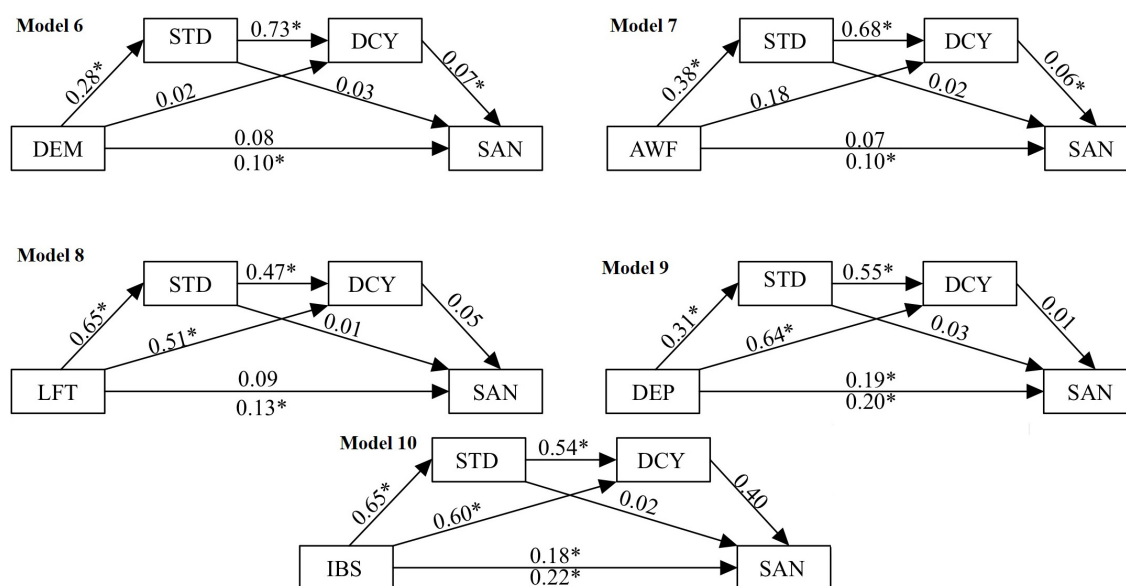 Model 6
STD
0.73*
DCY
0.28*
0.02
0.03
0.07*
DEM
0.08
0.10*
SAN
Model 7
STD
0.68*
DCY
0.38*
0.18
0.02
0.06*
AWF
0.07
0.10*
SAN
Model 8
STD
0.47*
DCY
0.65*
0.51*
0.01
0.05
LFT
0.09
0.13*
SAN
Model 9
STD
0.55*
DCY
0.31*
0.64*
0.03
0.01
DEP
0.19*
0.20*
SAN
Model 10
STD
0.54*
DCY
0.65*
0.60*
0.02
0.40
IBS
0.18*
0.22*
SAN